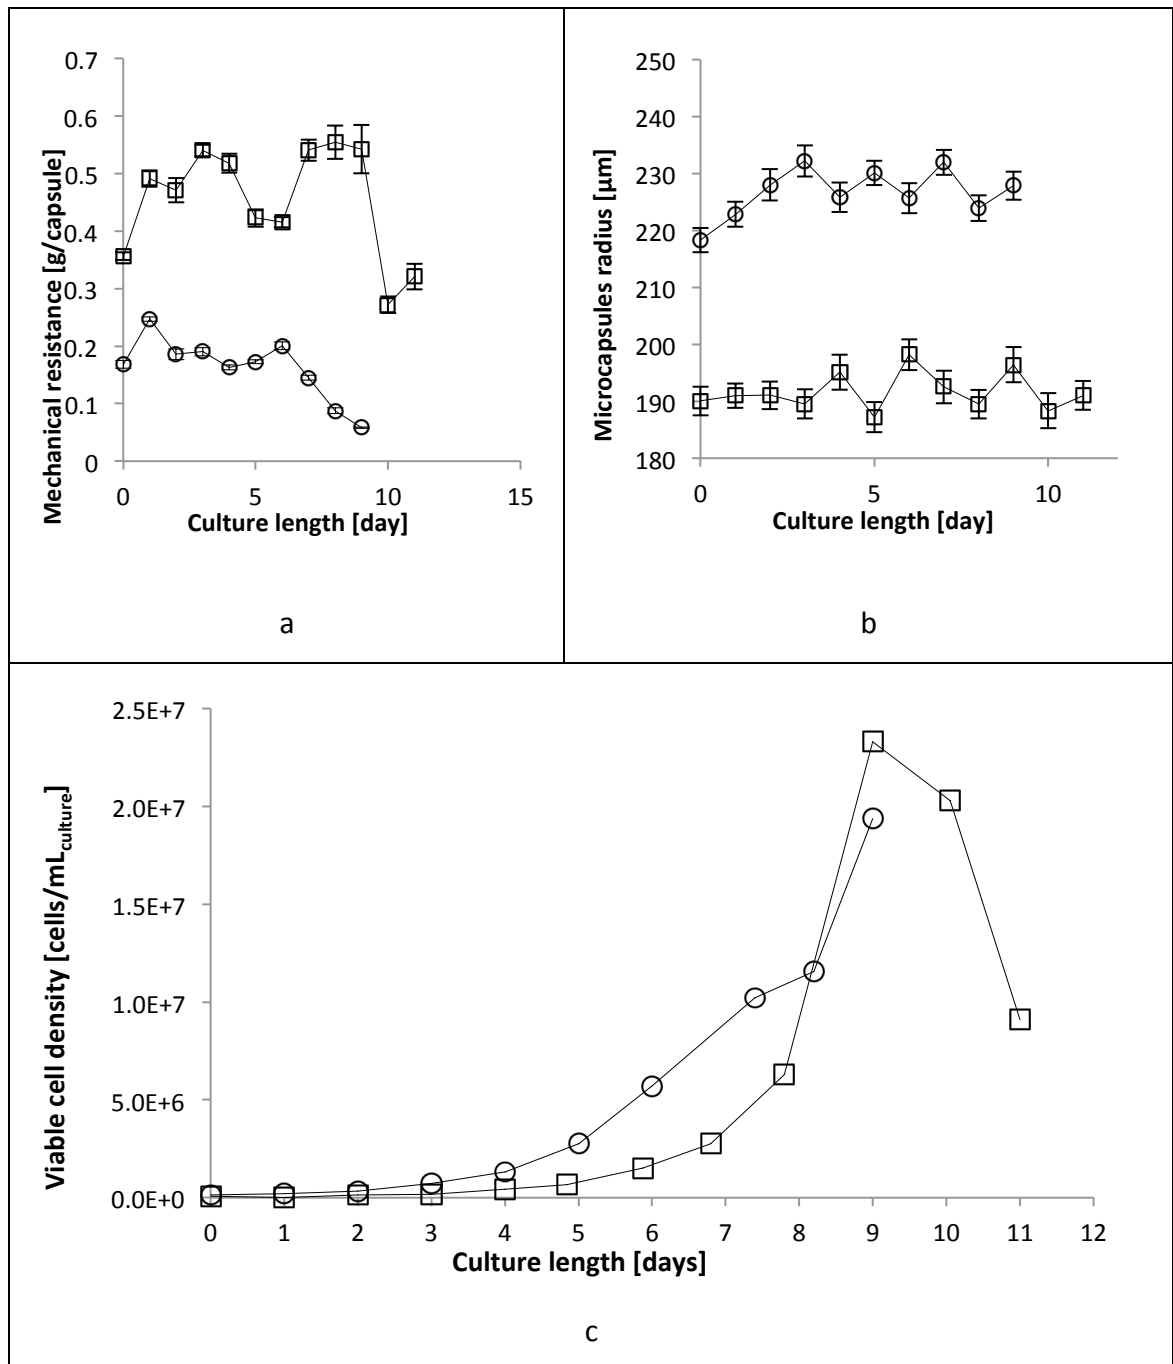 0.7
0.6
0.5
0.4
0.3
0.2
0.1
0
0 5 10 15
Mechanical resistance [g/capsule]
Culture length [day]
a
250
240
230
220
210
200
190
180
0 5 10
Microcapsules radius [µm]
Culture length [day]
b
2.5E+7
2.0E+7
1.5E+7
1.0E+7
5.0E+6
0.0E+0
0 1 2 3 4 5 6 7 8 9 10 11 12
Viable cell density [cells/mLculture]
Culture length [days]
c